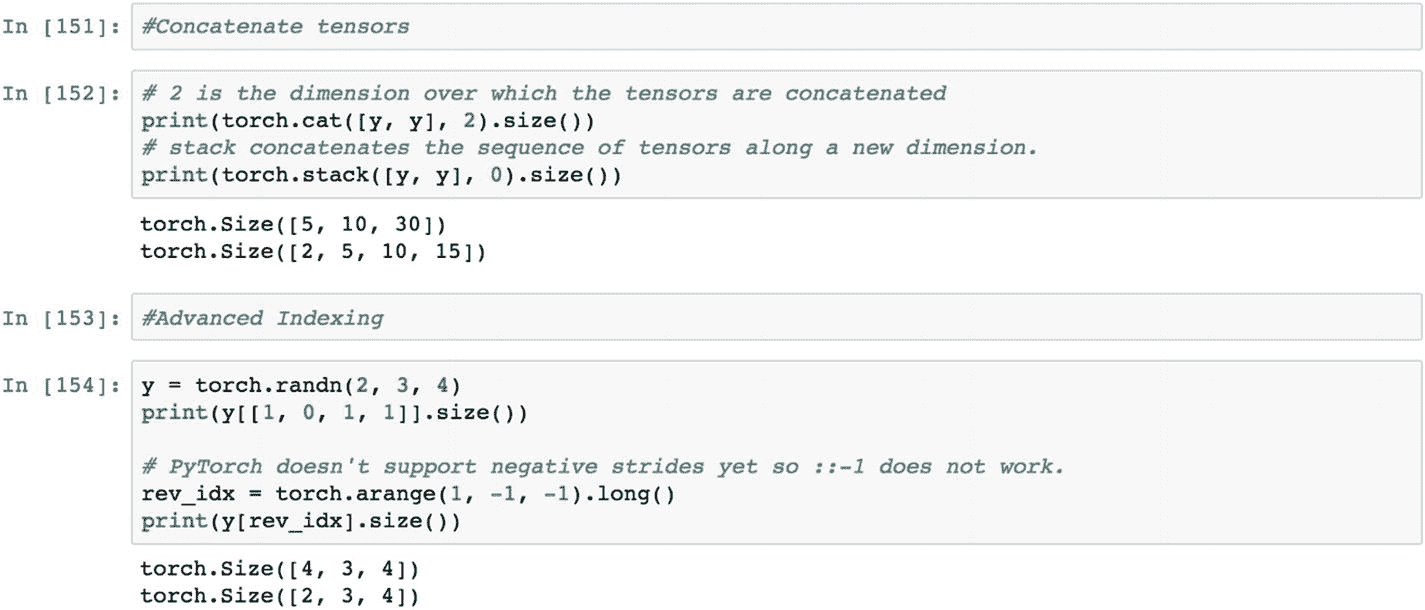 In [151]: #Concatenate tensors
In [152]: # 2 is the dimension over which the tensors are concatenated
print(torch.cat([y, y], 2).size())
# stack concatenates the sequence of tensors along a new dimension.
print(torch.stack([y, y], 0).size())
torch.Size([5, 10, 30])
torch.Size([2, 5, 10, 15])
In [153]: #Advanced Indexing
In [154]: y = torch.randn(2, 3, 4)
print(y[[1, 0, 1, 1]].size())
# PyTorch doesn't support negative strides yet so ::-1 does not work.
rev_idx = torch.arange(1, -1, -1).long()
print(y[rev_idx].size())
torch.Size([4, 3, 4])
torch.Size([2, 3, 4])